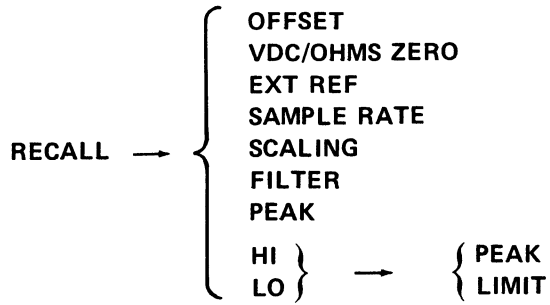 OFFSET
VDC/OHMS ZERO
EXT REF
SAMPLE RATE
RECALL → SCALING
FILTER
PEAK
HI → PEAK
LO LIMIT